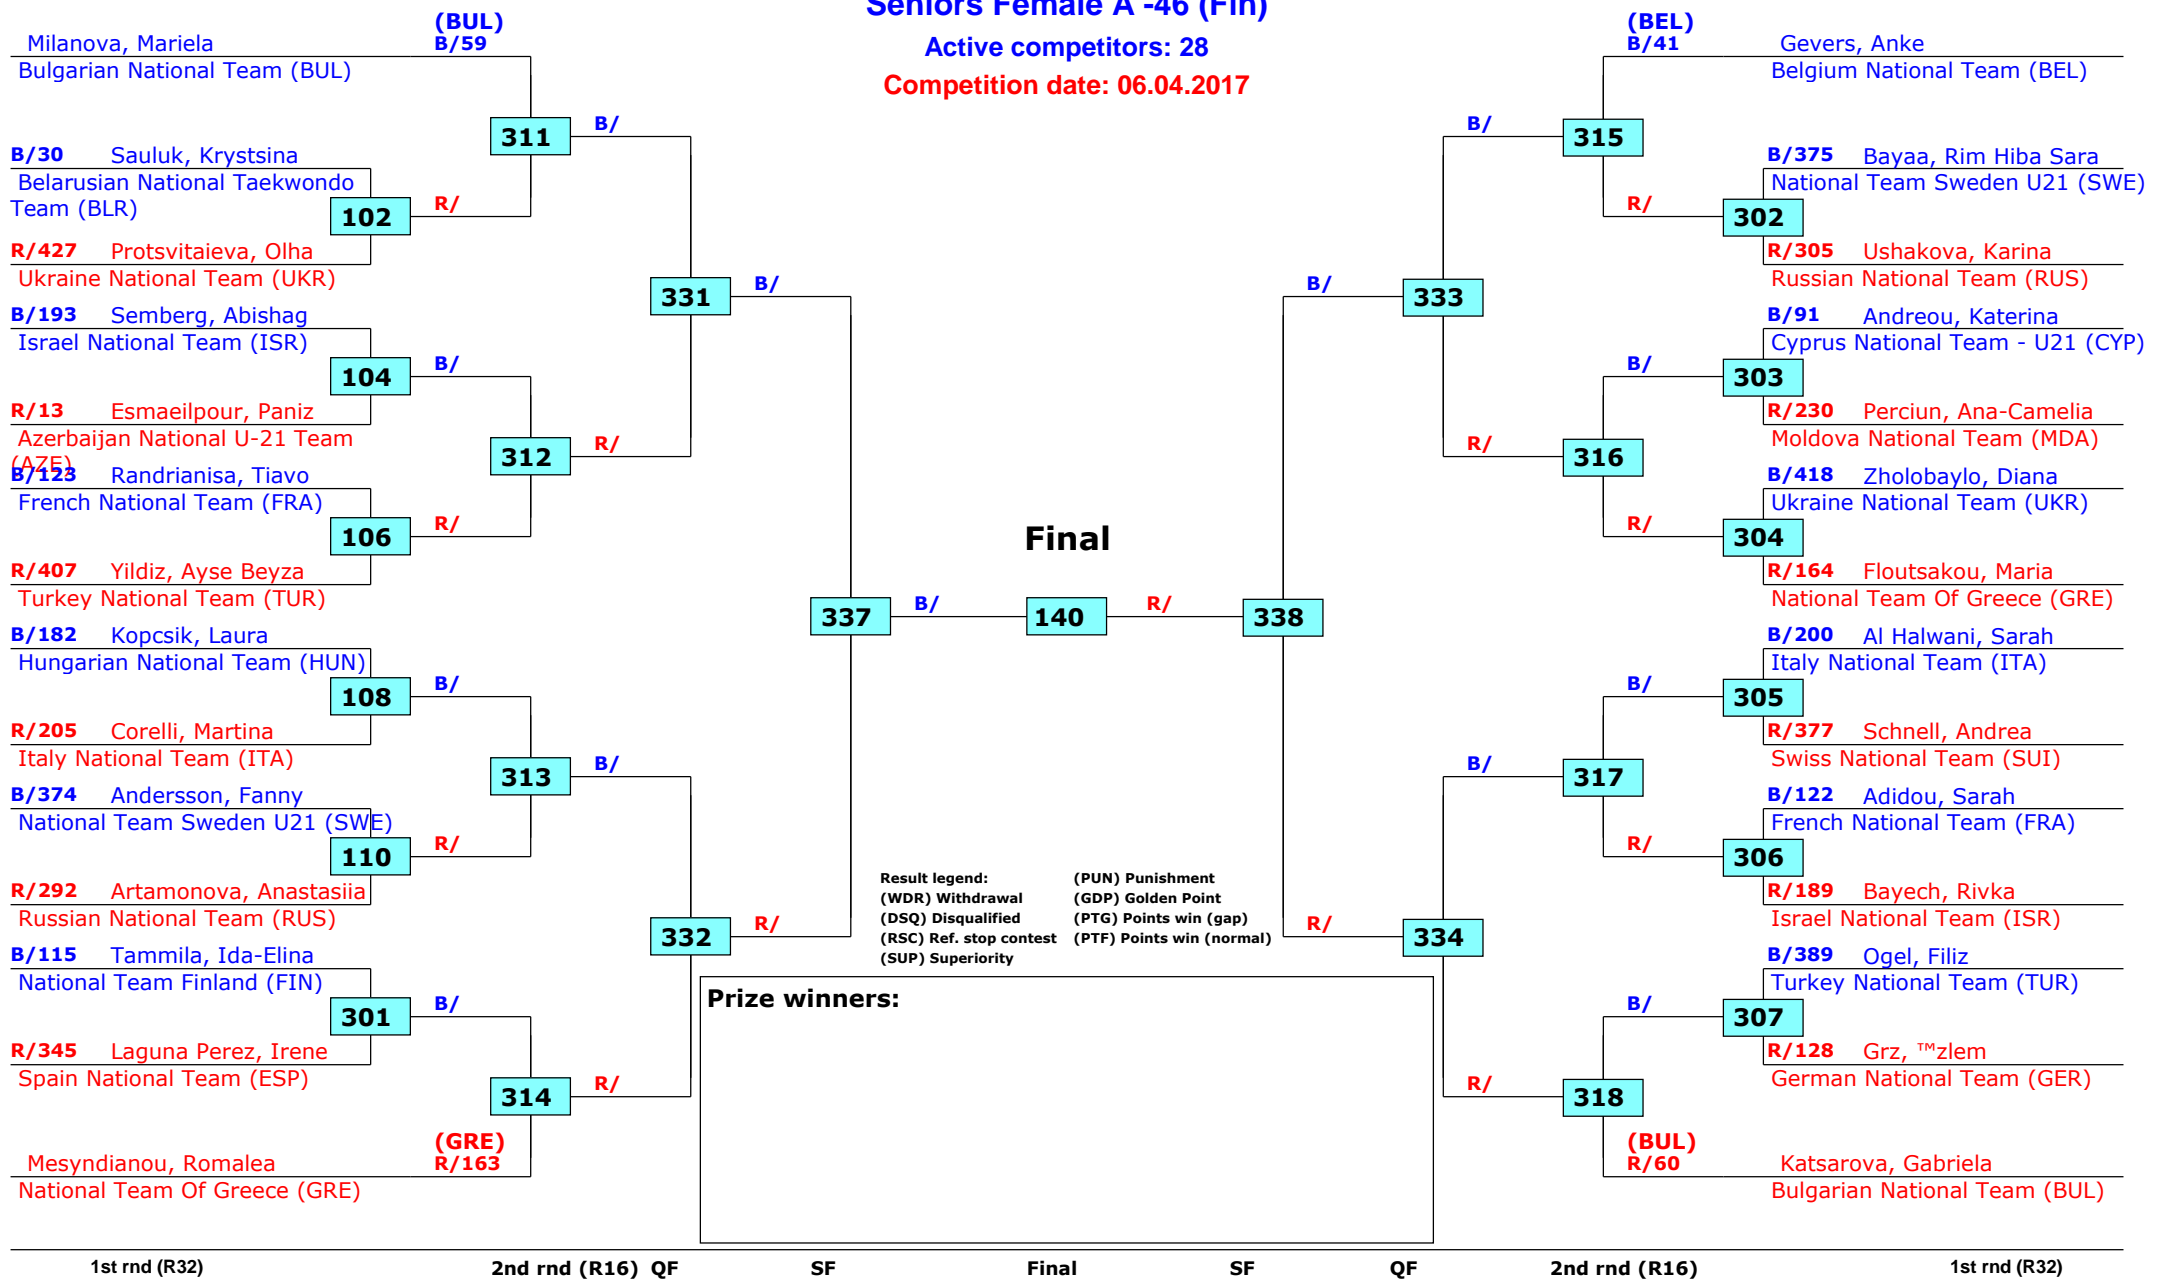 Seniors Female A -46 (Fin)
Active competitors: 28
Competition date: 06.04.2017
(BUL)
Milanova, Mariela B/59
Bulgarian National Team (BUL)
311
B/
B/30 Sauluk, Krystsina
Belarusian National Taekwondo
Team (BLR)
102
R/
R/427 Protsvitaieva, Olha
Ukraine National Team (UKR)
331
B/
B/193 Semberg, Abishag
Israel National Team (ISR)
104
B/
R/13 Esmaeilpour, Paniz
Azerbaijan National U-21 Team
(AZE)
312
R/
B/123 Randrianisa, Tiavo
French National Team (FRA)
106
R/
R/407 Yildiz, Ayse Beyza
Turkey National Team (TUR)
337
B/
B/182 Kopcsik, Laura
Hungarian National Team (HUN)
108
B/
R/205 Corelli, Martina
Italy National Team (ITA)
313
B/
B/374 Andersson, Fanny
National Team Sweden U21 (SWE)
110
R/
R/292 Artamonova, Anastasiia
Russian National Team (RUS)
332
R/
B/115 Tammila, Ida-Elina
National Team Finland (FIN)
301
B/
R/345 Laguna Perez, Irene
Spain National Team (ESP)
314
R/
(GRE)
Mesyndianou, Romalea R/163
National Team Of Greece (GRE)
Final
140
R/
338
(BEL)
B/41 Gevers, Anke
Belgium National Team (BEL)
B/
315
B/375 Bayaa, Rim Hiba Sara
National Team Sweden U21 (SWE)
R/
302
R/305 Ushakova, Karina
Russian National Team (RUS)
B/
333
B/91 Andreou, Katerina
Cyprus National Team - U21 (CYP)
B/
303
R/230 Perciun, Ana-Camelia
Moldova National Team (MDA)
R/
316
B/418 Zholobaylo, Diana
Ukraine National Team (UKR)
R/
304
R/164 Floutsakou, Maria
National Team Of Greece (GRE)
B/200 Al Halwani, Sarah
Italy National Team (ITA)
B/
305
R/377 Schnell, Andrea
Swiss National Team (SUI)
B/
317
B/122 Adidou, Sarah
French National Team (FRA)
R/
306
R/189 Bayech, Rivka
Israel National Team (ISR)
R/
334
B/389 Ogel, Filiz
Turkey National Team (TUR)
B/
307
R/128 Grz, ™zlem
German National Team (GER)
R/
318
(BUL)
R/60 Katsarova, Gabriela
Bulgarian National Team (BUL)
Result legend: (PUN) Punishment
(WDR) Withdrawal (GDP) Golden Point
(DSQ) Disqualified (PTG) Points win (gap)
(RSC) Ref. stop contest (PTF) Points win (normal)
(SUP) Superiority
Prize winners:
1st rnd (R32) 2nd rnd (R16) QF SF Final SF QF 2nd rnd (R16) 1st rnd (R32)